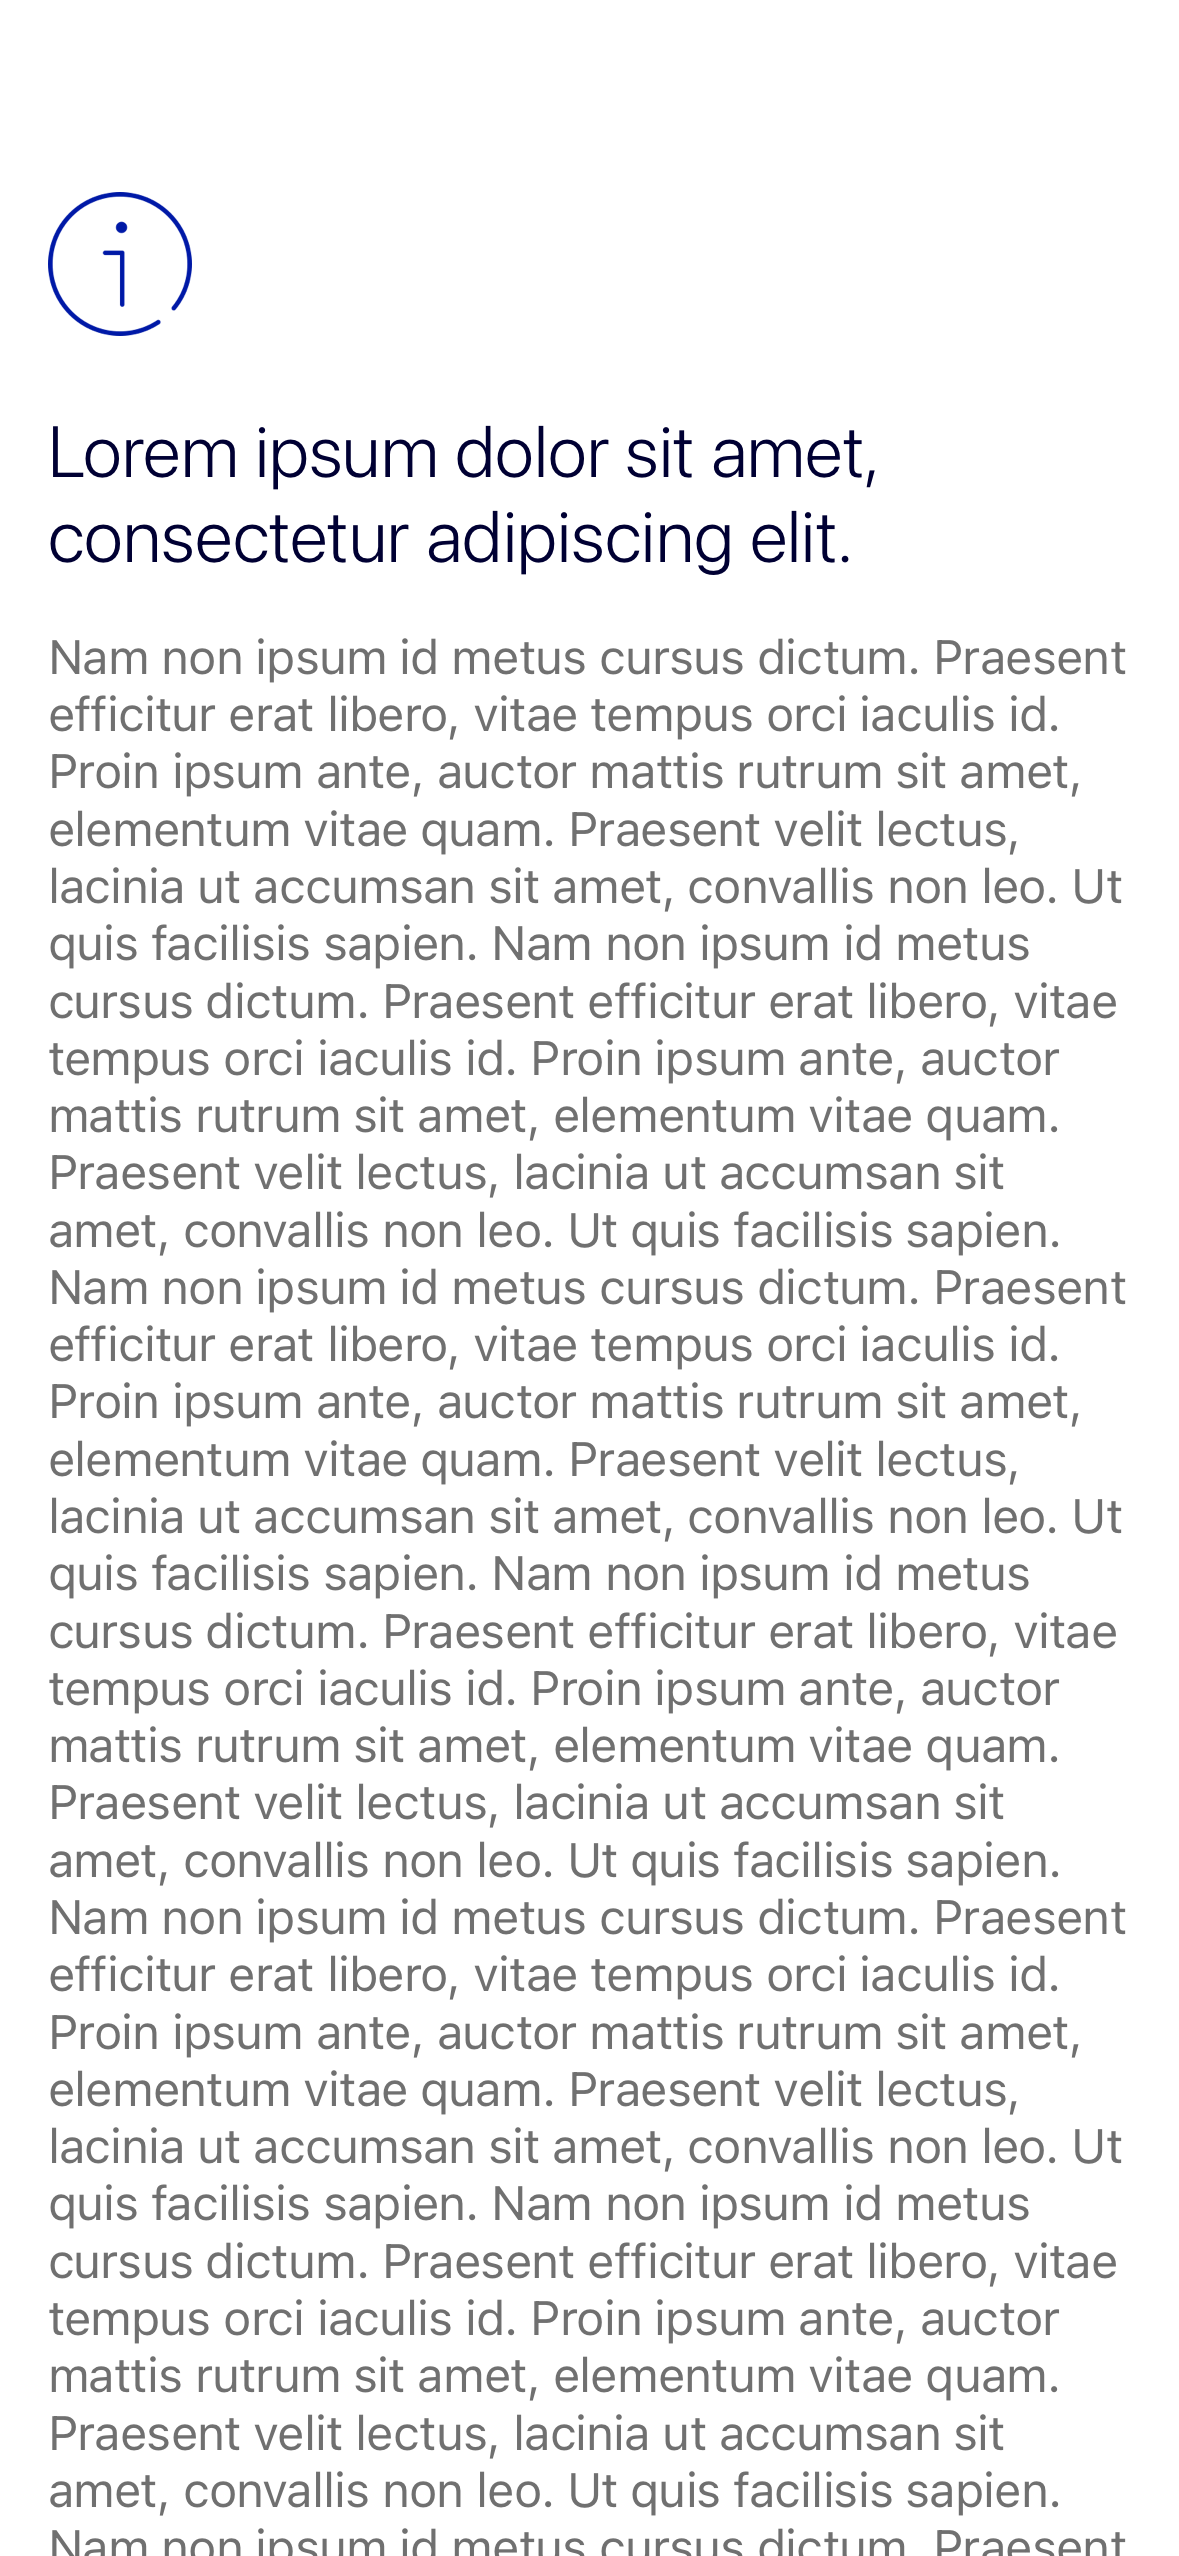 Lorem ipsum dolor sit amet,
consectetur adipiscing elit.
Nam non ipsum id metus cursus dictum. Praesent
efficitur erat libero, vitae tempus orci iaculis id.
Proin ipsum ante, auctor mattis rutrum sit amet,
elementum vitae quam. Praesent velit lectus,
lacinia ut accumsan sit amet, convallis non leo. Ut
quis facilisis sapien. Nam non ipsum id metus
cursus dictum. Praesent efficitur erat libero, vitae
tempus orci iaculis id. Proin ipsum ante, auctor
mattis rutrum sit amet, elementum vitae quam.
Praesent velit lectus, lacinia ut accumsan sit
amet, convallis non leo. Ut quis facilisis sapien.
Nam non ipsum id metus cursus dictum. Praesent
efficitur erat libero, vitae tempus orci iaculis id.
Proin ipsum ante, auctor mattis rutrum sit amet,
elementum vitae quam. Praesent velit lectus,
lacinia ut accumsan sit amet, convallis non leo. Ut
quis facilisis sapien. Nam non ipsum id metus
cursus dictum. Praesent efficitur erat libero, vitae
tempus orci iaculis id. Proin ipsum ante, auctor
mattis rutrum sit amet, elementum vitae quam.
Praesent velit lectus, lacinia ut accumsan sit
amet, convallis non leo. Ut quis facilisis sapien.
Nam non ipsum id metus cursus dictum. Praesent
efficitur erat libero, vitae tempus orci iaculis id.
Proin ipsum ante, auctor mattis rutrum sit amet,
elementum vitae quam. Praesent velit lectus,
lacinia ut accumsan sit amet, convallis non leo. Ut
quis facilisis sapien. Nam non ipsum id metus
cursus dictum. Praesent efficitur erat libero, vitae
tempus orci iaculis id. Proin ipsum ante, auctor
mattis rutrum sit amet, elementum vitae quam.
Praesent velit lectus, lacinia ut accumsan sit
amet, convallis non leo. Ut quis facilisis sapien.
Nam non ipsum id metus cursus dictum. Praesent